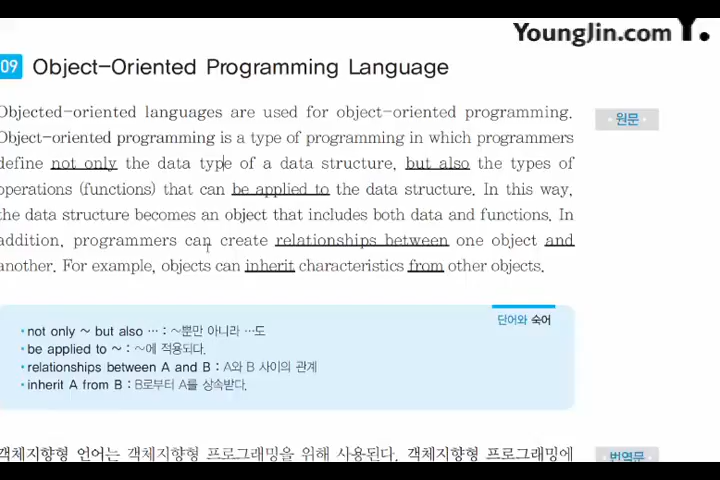 YoungJin.com Y.
09 Object-Oriented Programming Language
Objected-oriented languages are used for object-oriented programming.
원문
Object-oriented programming is a type of programming in which programmers
define not only the data type of a data structure, but also the types of
operations (functions) that can be applied to the data structure. In this way,
the data structure becomes an object that includes both data and functions. In
addition, programmers can create relationships between one object and
another. For example, objects can inherit characteristics from other objects.
단어와 숙어
• not only ~ but also … : ~뿐만 아니라 …도
• be applied to ~ : ~에 적용되다.
• relationships between A and B : A와 B 사이의 관계
• inherit A from B : B로부터 A를 상속받다.
객체지향형 언어는 객체지향형 프로그래밍을 위해 사용된다. 객체지향형 프로그래밍에
번역문